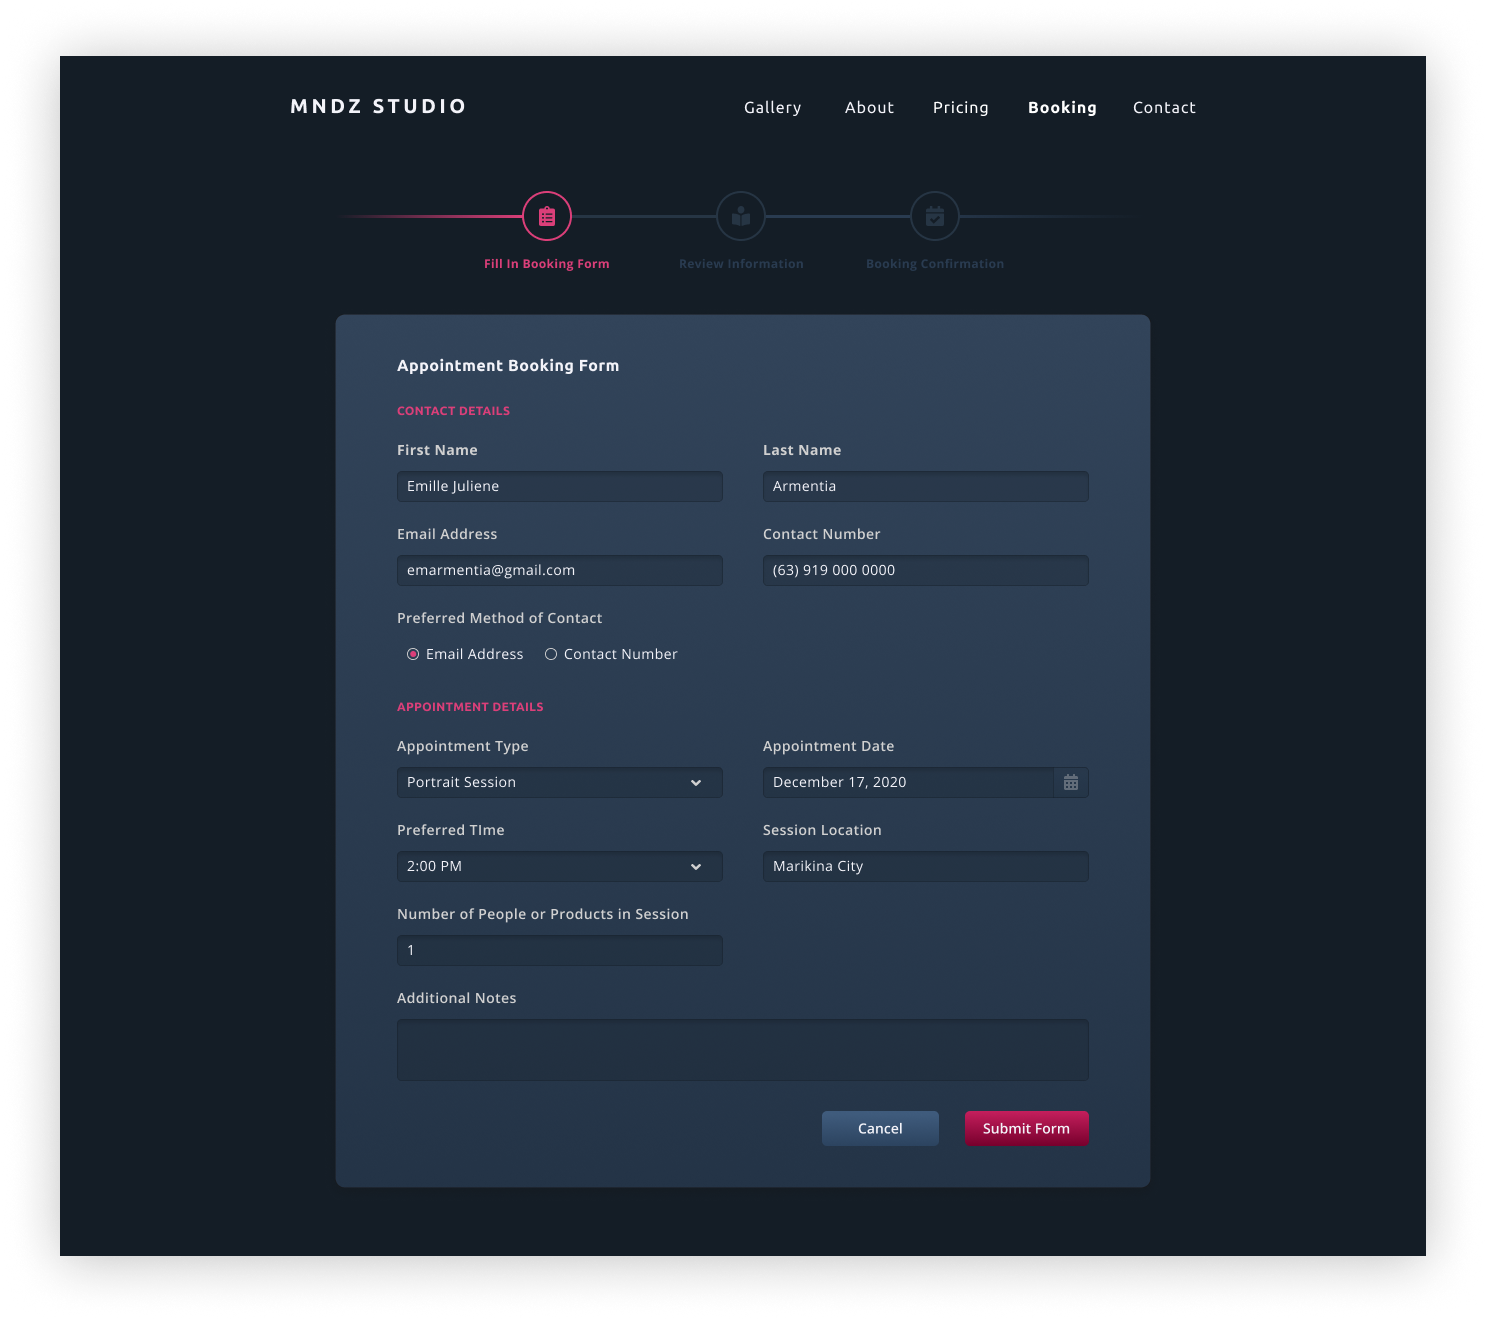 MNDZ STUDIO
Gallery About Pricing Booking Contact
Fill In Booking Form Review Information Booking Confirmation
Appointment Booking Form
CONTACT DETAILS
First Name Last Name
Emille Juliene Armentia
Email Address Contact Number
emarmentia@gmail.com (63) 919 000 0000
Preferred Method of Contact
Email Address Contact Number
APPOINTMENT DETAILS
Appointment Type Appointment Date
Portrait Session December 17, 2020
Preferred TIme Session Location
2:00 PM Marikina City
Number of People or Products in Session
1
Additional Notes
Cancel Submit Form